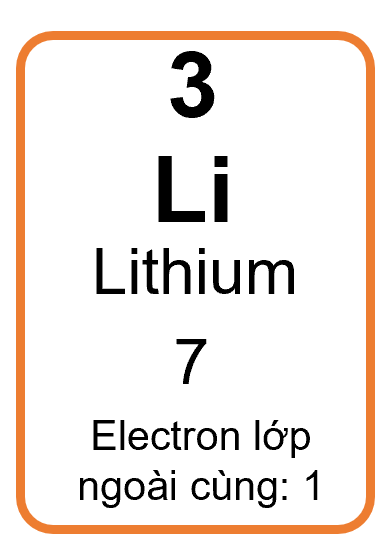 3
Li
Lithium
7
Electron lớp
ngoài cùng: 1